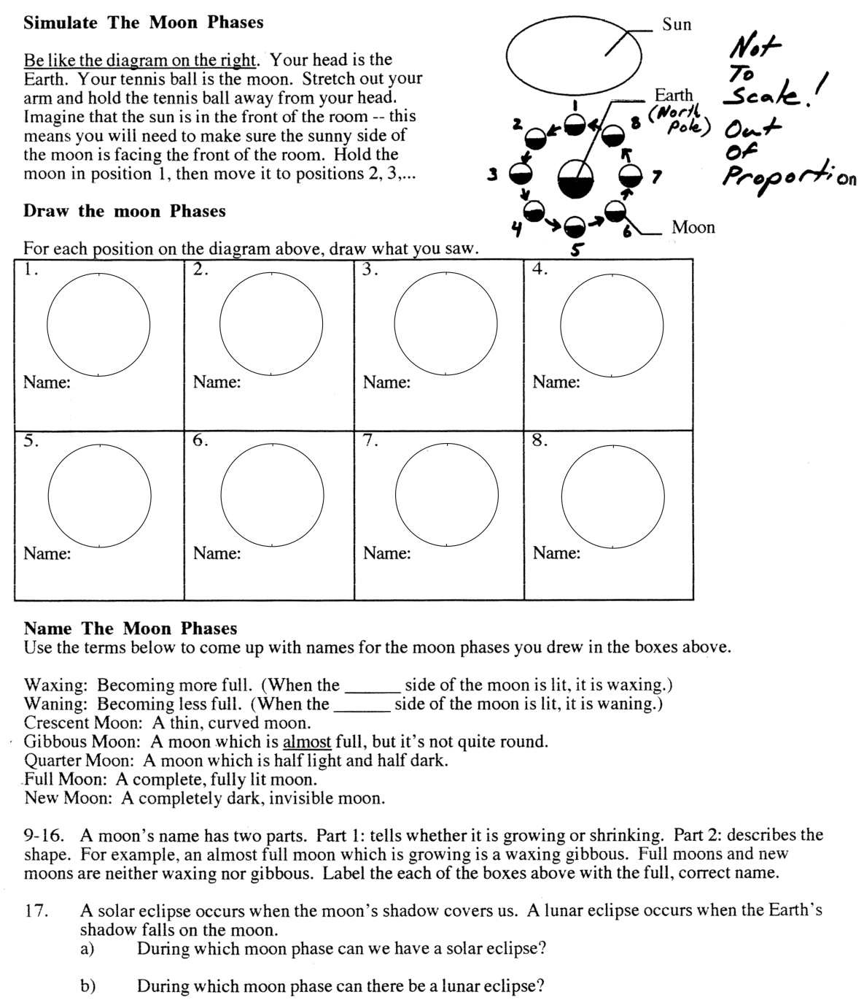 Simulate The Moon Phases
Be like the diagram on the right. Your head is the
Earth. Your tennis ball is the moon. Stretch out your
arm and hold the tennis ball away from your head.
Imagine that the sun is in the front of the room -- this
means you will need to make sure the sunny side of
the moon is facing the front of the room. Hold the
moon in position 1, then move it to positions 2, 3,...
Sun
Earth
(North
Pole)
1
2
3
4
5
6
7
8
Moon
Not
To
Scale!
Out
Of
Proportion
Draw the moon Phases
For each position on the diagram above, draw what you saw.
1.
Name:
2.
Name:
3.
Name:
4.
Name:
5.
Name:
6.
Name:
7.
Name:
8.
Name:
Name The Moon Phases
Use the terms below to come up with names for the moon phases you drew in the boxes above.
Waxing: Becoming more full. (When the ______ side of the moon is lit, it is waxing.)
Waning: Becoming less full. (When the ______ side of the moon is lit, it is waning.)
Crescent Moon: A thin, curved moon.
Gibbous Moon: A moon which is almost full, but it's not quite round.
Quarter Moon: A moon which is half light and half dark.
Full Moon: A complete, fully lit moon.
New Moon: A completely dark, invisible moon.
9-16. A moon's name has two parts. Part 1: tells whether it is growing or shrinking. Part 2: describes the
shape. For example, an almost full moon which is growing is a waxing gibbous. Full moons and new
moons are neither waxing nor gibbous. Label the each of the boxes above with the full, correct name.
17. A solar eclipse occurs when the moon's shadow covers us. A lunar eclipse occurs when the Earth's
shadow falls on the moon.
a) During which moon phase can we have a solar eclipse?
b) During which moon phase can there be a lunar eclipse?